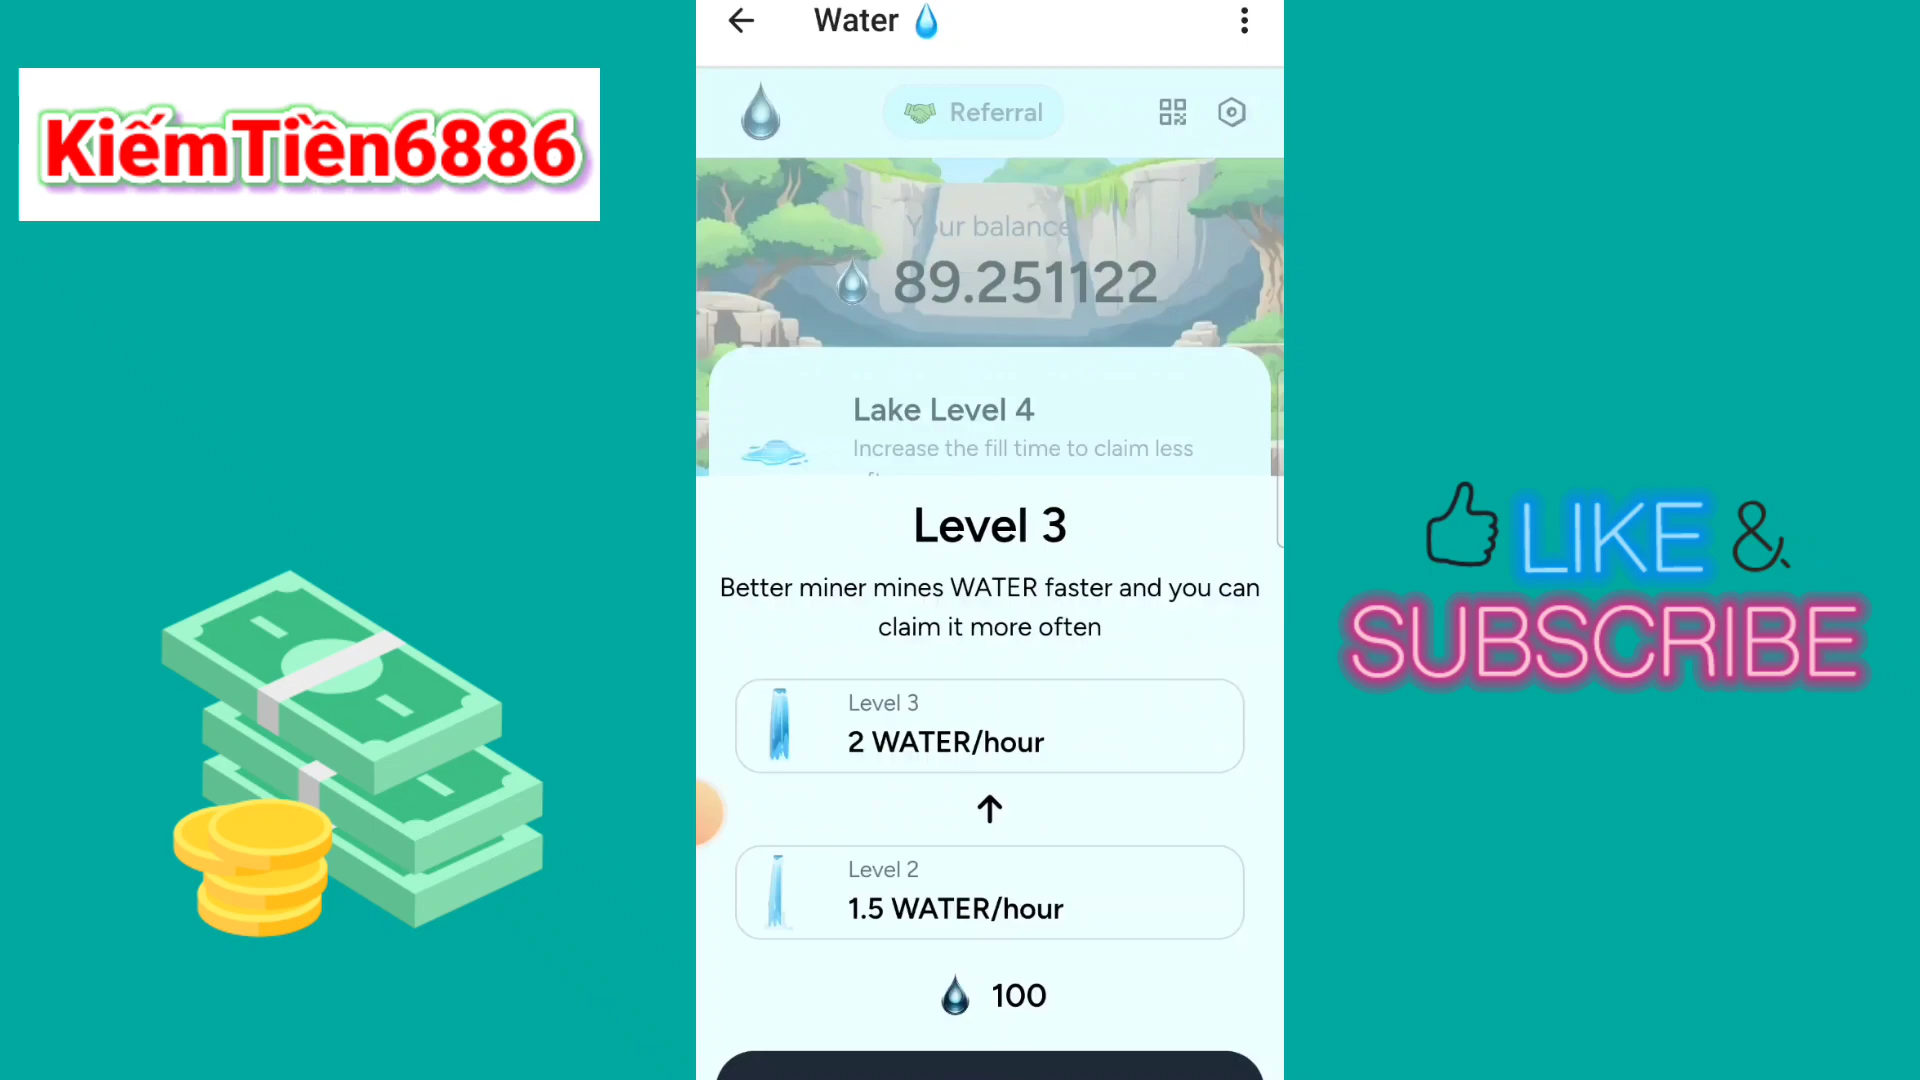 KiếmTiền6886
Water
Referral
Your balance
89.251122
Lake Level 4
Increase the fill time to claim less
Level 3
Better miner mines WATER faster and you can
claim it more often
Level 3
2 WATER/hour
Level 2
1.5 WATER/hour
100
LIKE &
SUBSCRIBE